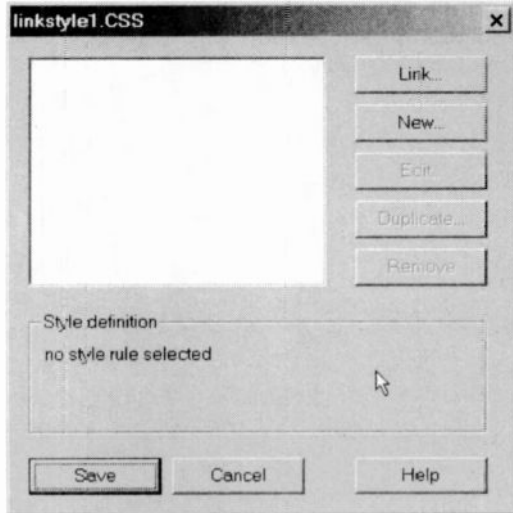 linkstyle1.CSS
Link...
New...
Edit...
Duplicate...
Remove
Style definition
no style rule selected
Save
Cancel
Help